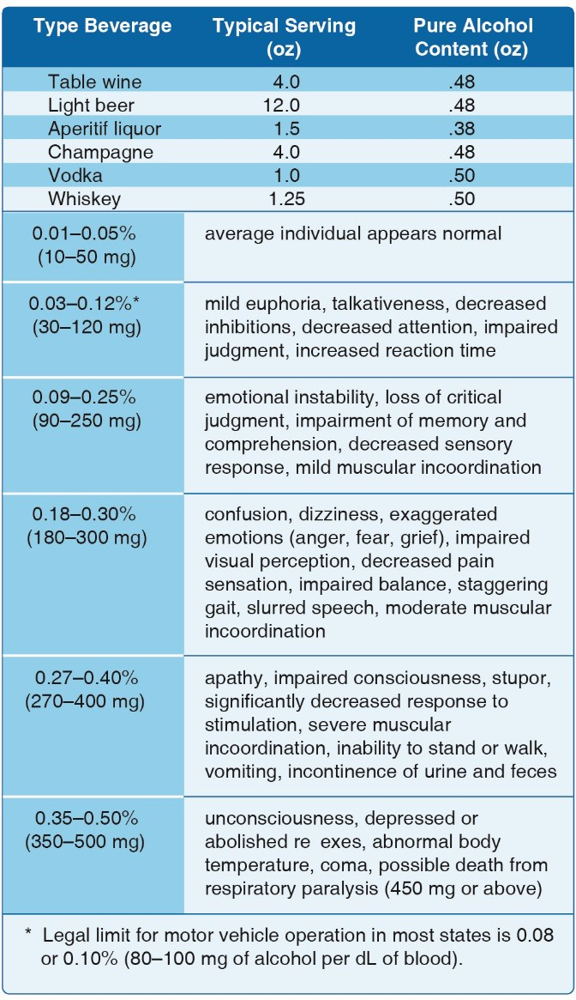 Type Beverage Typical Serving (oz) Pure Alcohol Content (oz)
Table wine 4.0 .48
Light beer 12.0 .48
Aperitif liquor 1.5 .38
Champagne 4.0 .48
Vodka 1.0 .50
Whiskey 1.25 .50
0.01–0.05%
(10–50 mg)
average individual appears normal
0.03–0.12%*
(30–120 mg)
mild euphoria, talkativeness, decreased
inhibitions, decreased attention, impaired
judgment, increased reaction time
0.09–0.25%
(90–250 mg)
emotional instability, loss of critical
judgment, impairment of memory and
comprehension, decreased sensory
response, mild muscular incoordination
0.18–0.30%
(180–300 mg)
confusion, dizziness, exaggerated
emotions (anger, fear, grief), impaired
visual perception, decreased pain
sensation, impaired balance, staggering
gait, slurred speech, moderate muscular
incoordination
0.27–0.40%
(270–400 mg)
apathy, impaired consciousness, stupor,
significantly decreased response to
stimulation, severe muscular
incoordination, inability to stand or walk,
vomiting, incontinence of urine and feces
0.35–0.50%
(350–500 mg)
unconsciousness, depressed or
abolished re exes, abnormal body
temperature, coma, possible death from
respiratory paralysis (450 mg or above)
* Legal limit for motor vehicle operation in most states is 0.08
or 0.10% (80–100 mg of alcohol per dL of blood).